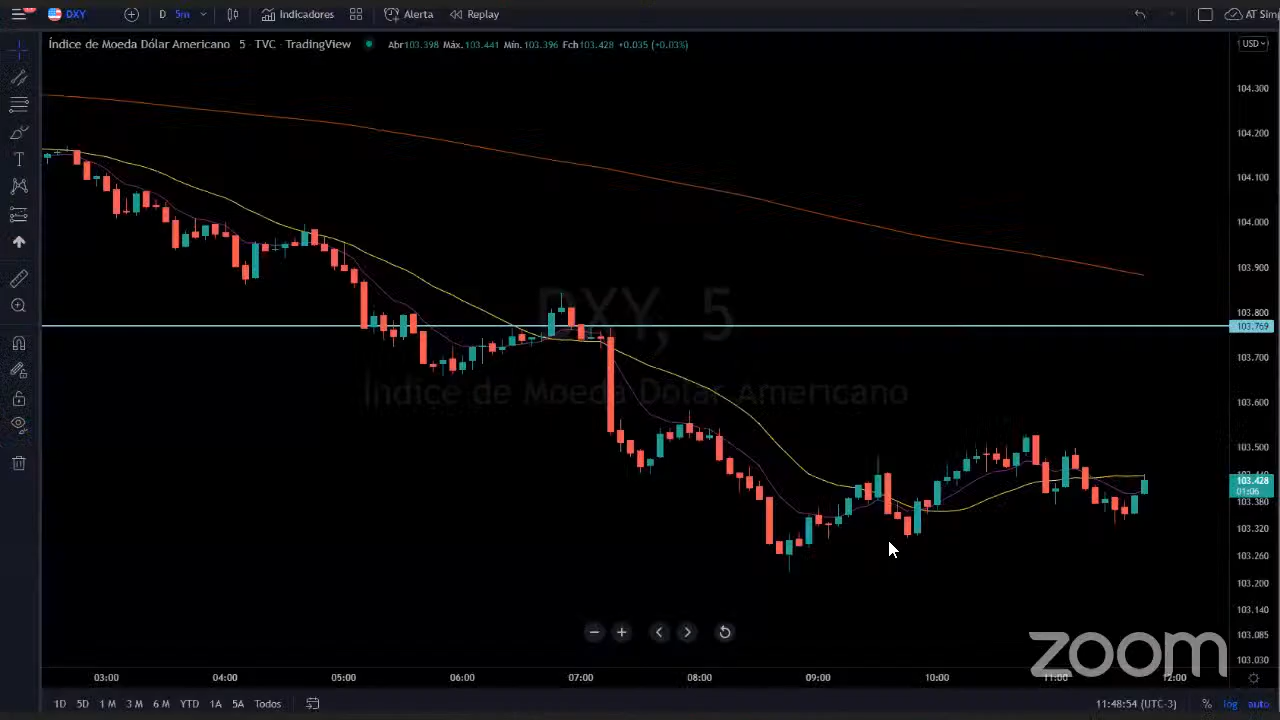 DXY D 5m Indicadores Alerta Replay AT Sim
Índice de Moeda Dólar Americano 5 TVC TradingView Abr103.398 Máx.103.441 Mín.103.396 Fch103.428 +0.035 (+0.03%) USD
104.300
104.200
104.100
104.000
103.900
103.800
DXY, 5
103.769
103.700
Índice de Moeda Dólar Americano
103.600
103.500
103.428
01:06
103.380
103.320
103.260
103.200
103.140
103.085
103.030
zoom
03:00 04:00 05:00 06:00 07:00 08:00 09:00 10:00 11:00 12:00
1D 5D 1M 3M 6M YTD 1A 5A Todos 11:48:54 (UTC-3) % log auto